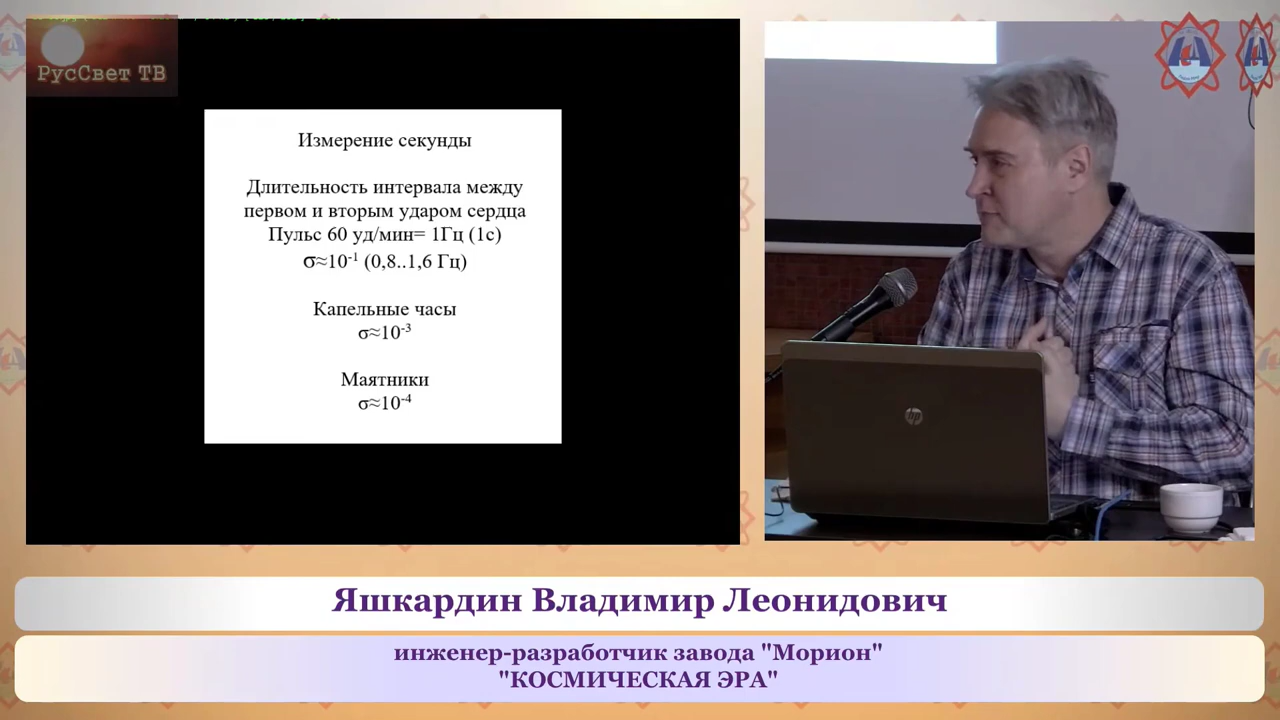 РусСвет ТВ
Измерение секунды
Длительность интервала между
первом и вторым ударом сердца
Пульс 60 уд/мин= 1Гц (1с)
σ≈10⁻¹ (0,8..1,6 Гц)
Капельные часы
σ≈10⁻³
Маятники
σ≈10⁻⁴
hp
Яшкардин Владимир Леонидович
инженер-разработчик завода "Морион"
"КОСМИЧЕСКАЯ ЭРА"